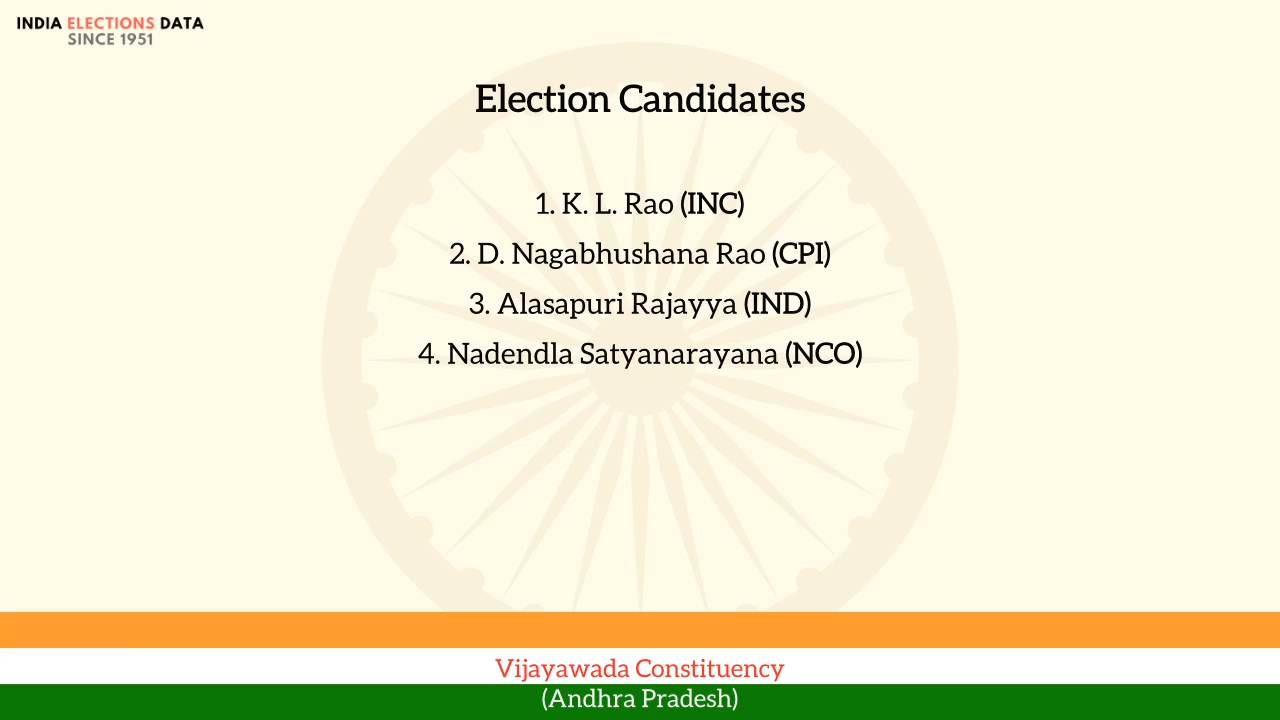 INDIA ELECTIONS DATA
SINCE 1951
Election Candidates
1. K. L. Rao (INC)
2. D. Nagabhushana Rao (CPI)
3. Alasapuri Rajayya (IND)
4. Nadendla Satyanarayana (NCO)
Vijayawada Constituency
(Andhra Pradesh)